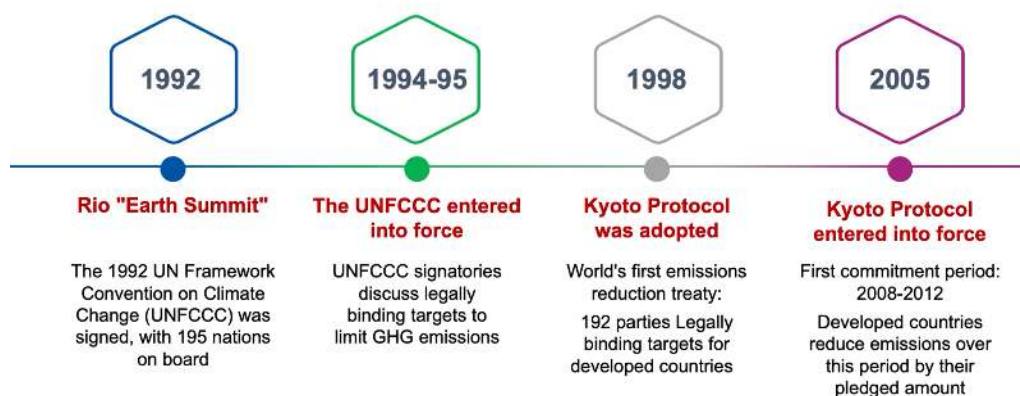 1992
Rio "Earth Summit"
The 1992 UN Framework
Convention on Climate
Change (UNFCCC) was
signed, with 195 nations
on board
1994-95
The UNFCCC entered
into force
UNFCCC signatories
discuss legally
binding targets to
limit GHG emissions
1998
Kyoto Protocol
was adopted
World's first emissions
reduction treaty:
192 parties Legally
binding targets for
developed countries
2005
Kyoto Protocol
entered into force
First commitment period:
2008-2012
Developed countries
reduce emissions over
this period by their
pledged amount